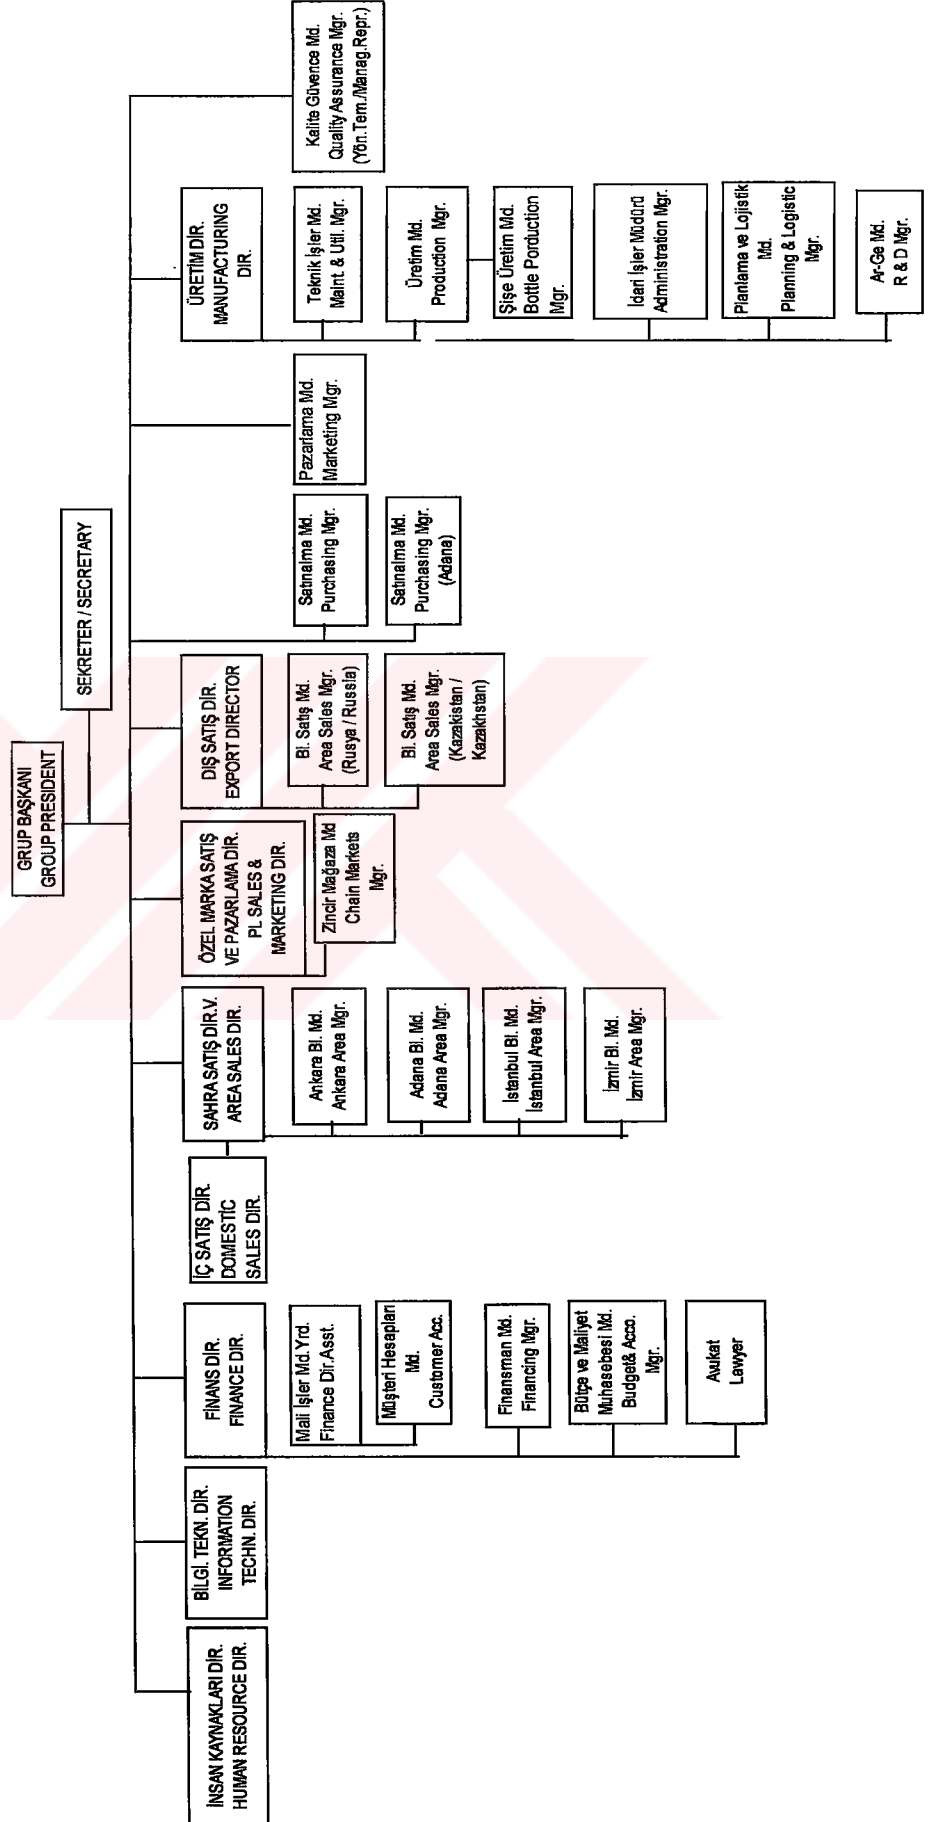 GRUP BAŞKANI
GROUP PRESIDENT
SEKRETER / SECRETARY
İNSAN KAYNAKLARI DİR.
HUMAN RESOURCE DIR.
BİLGİ. TEKN. DİR.
INFORMATION
TECHN. DIR.
FİNANS DİR.
FINANCE DIR.
Mali İşler Md.Yrd.
Finance Dir.Asst.
Müşteri Hesapları
Md.
Customer Acc.
Finansman Md.
Financing Mgr.
Bütçe ve Maliyet
Muhasebesi Md.
Budget& Acco.
Mgr.
Avukat
Lawyer
İÇ SATIŞ DİR.
DOMESTİC
SALES DIR.
SAHRA SATIŞ DİR.V.
AREA SALES DIR.
Ankara Bl. Md.
Ankara Area Mgr.
Adana Bl. Md.
Adana Area Mgr.
İstanbul Bl. Md.
İstanbul Area Mgr.
İzmir Bl. Md.
İzmir Area Mgr.
ÖZEL MARKA SATIŞ
VE PAZARLAMA DİR.
PL SALES &
MARKETING DIR.
Zincir Mağaza Md
Chain Markets
Mgr.
DIŞ SATIŞ DİR.
EXPORT DIRECTOR
Bl. Satış Md.
Area Sales Mgr.
(Rusya / Russia)
Bl. Satış Md.
Area Sales Mgr.
(Kazakistan /
Kazakhstan)
Satınalma Md.
Purchasing Mgr.
Satınalma Md.
Purchasing Mgr.
(Adana)
Pazarlama Md.
Marketing Mgr.
ÜRETİM DİR.
MANUFACTURING
DIR.
Teknik İşler Md.
Maint. & Util. Mgr.
Üretim Md.
Production Mgr.
Şişe Üretim Md.
Bottle Porduction
Mgr.
İdari İşler Müdürü
Administration Mgr.
Planlama ve Lojistik
Md.
Planning & Logistic
Mgr.
Ar-Ge Md.
R & D Mgr.
Kalite Güvence Md.
Quality Assurance Mgr.
(Yön.Tem./Manag.Repr.)